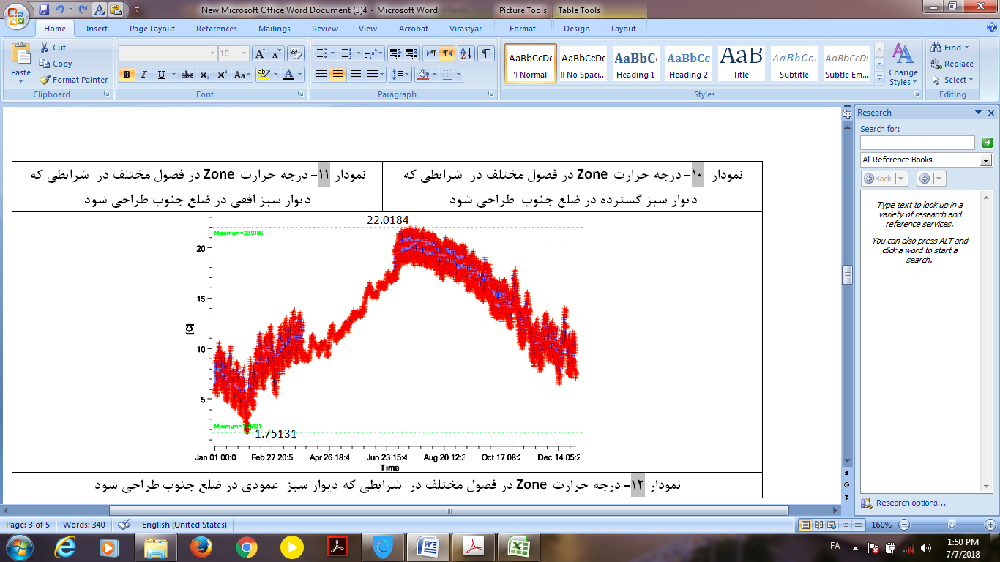 New Microsoft Office Word Document (3)4 - Microsoft Word
Picture Tools
Table Tools
Home
Insert
Page Layout
References
Mailings
Review
View
Acrobat
Virastyar
Format
Design
Layout
Paste
Cut
Copy
Format Painter
Clipboard
10
B I U abc x₂ x² Aa
Font
Paragraph
AaBbCcDc
AaBbCcDc
AaBbC
AaBbCc
AaB
AaBbCc.
AaBbCcDc
¶ Normal
¶ No Spaci...
Heading 1
Heading 2
Title
Subtitle
Subtle Em...
Change Styles
Styles
Find
Replace
Select
Editing
نمودار ۱۰- درجه حرارت Zone در فصول مختلف در شرایطی که
دیوار سبز گسترده در ضلع جنوب طراحی شود
نمودار ۱۱- درجه حرارت Zone در فصول مختلف در شرایطی که
دیوار سبز افقی در ضلع جنوب طراحی شود
22.0184
Maximum=22.0186
20
15
10
5
[C]
1.75131
Jan 01 00:0
Feb 27 20:5
Apr 26 18:4
Jun 23 15:4
Aug 20 12:3
Oct 17 08:2
Dec 14 05:2
Time
نمودار ۱۲- درجه حرارت Zone در فصول مختلف در شرایطی که دیوار سبز عمودی در ضلع جنوب طراحی شود
Research
Search for:
All Reference Books
Back
Type text to look up in a
variety of research and
reference services.
You can also press ALT and
click a word to start a
search.
Research options...
Page: 3 of 5
Words: 340
English (United States)
160%
FA
1:50 PM
7/7/2018